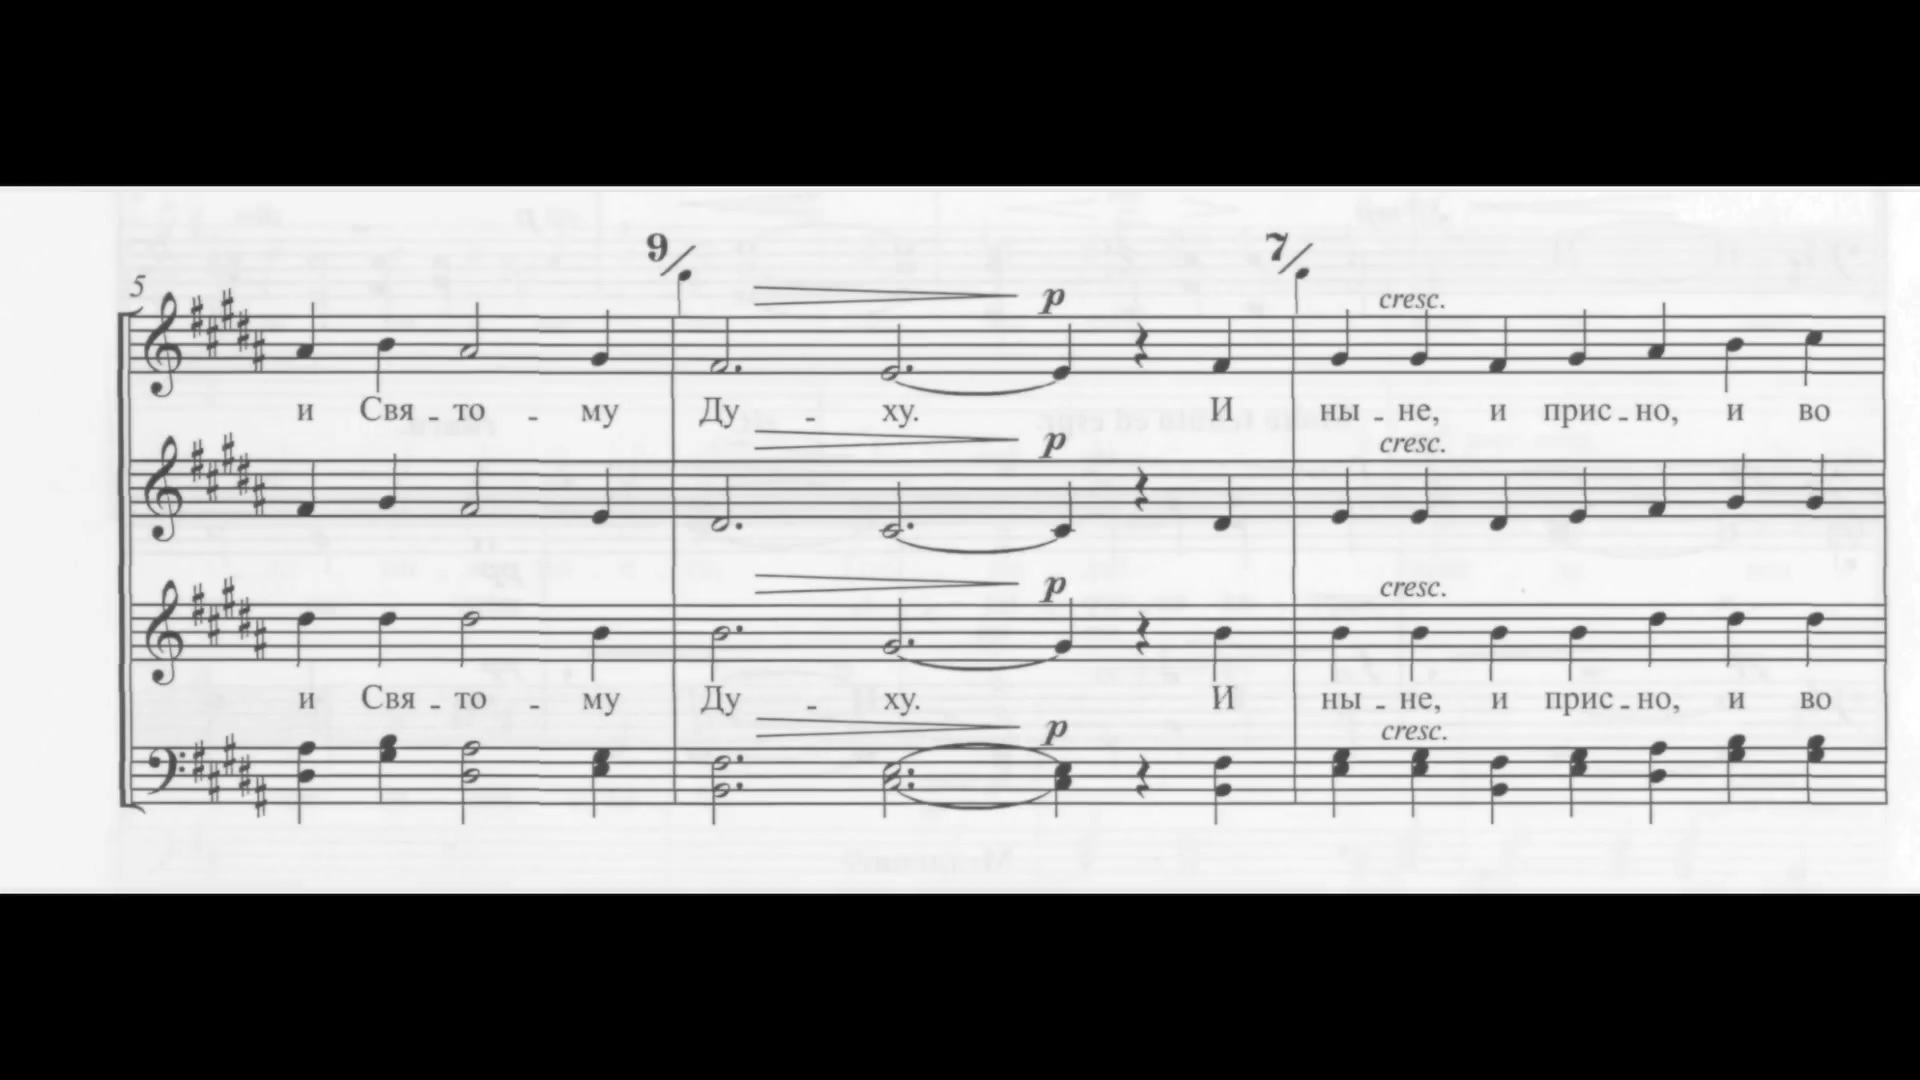 9 7
5 cresc.
p
и Свя - то - му Ду - ху. И ны - не, и прис - но, и во
p cresc.
p cresc.
и Свя - то - му Ду - ху. И ны - не, и прис - но, и во
p cresc.